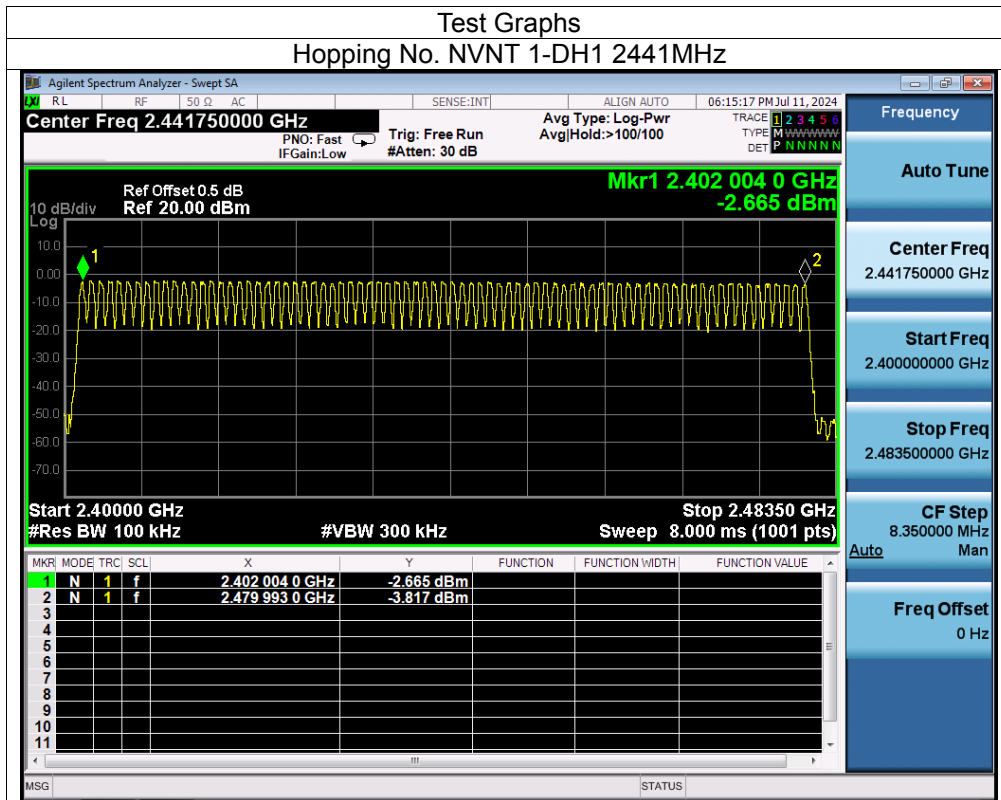 Test Graphs
Hopping No. NVNT 1-DH1 2441MHz
Agilent Spectrum Analyzer - Swept SA
LXI RL RF 50 Ω AC SENSE:INT ALIGN AUTO 06:15:17 PM Jul 11, 2024
Center Freq 2.441750000 GHz
PNO: Fast
IFGain:Low
Trig: Free Run
#Atten: 30 dB
Avg Type: Log-Pwr
Avg|Hold:>100/100
TRACE 1 2 3 4 5 6
TYPE M WWWWW
DET P N N N N N
Ref Offset 0.5 dB
10 dB/div Ref 20.00 dBm
Log
Mkr1 2.402 004 0 GHz
-2.665 dBm
10.0
0.00
-10.0
-20.0
-30.0
-40.0
-50.0
-60.0
-70.0
1
2
Start 2.40000 GHz Stop 2.48350 GHz
#Res BW 100 kHz #VBW 300 kHz Sweep 8.000 ms (1001 pts)
MKR MODE TRC SCL X Y FUNCTION FUNCTION WIDTH FUNCTION VALUE
1 N 1 f 2.402 004 0 GHz -2.665 dBm
2 N 1 f 2.479 993 0 GHz -3.817 dBm
3
4
5
6
7
8
9
10
11
MSG STATUS
Frequency
Auto Tune
Center Freq
2.441750000 GHz
Start Freq
2.400000000 GHz
Stop Freq
2.483500000 GHz
CF Step
8.350000 MHz
Auto Man
Freq Offset
0 Hz